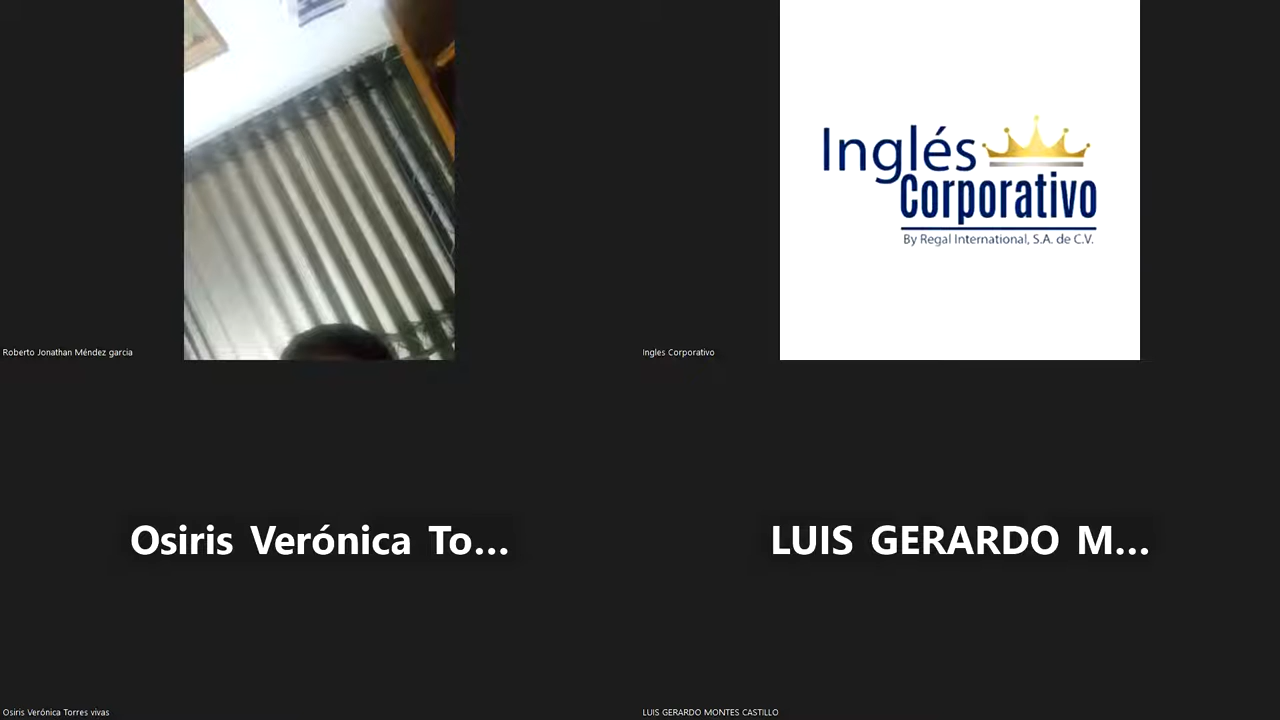 Inglés
Corporativo
By Regal International, S.A. de C.V.
Roberto Jonathan Méndez garcia
Ingles Corporativo
Osiris Verónica To...
LUIS GERARDO M...
Osiris Verónica Torres vivas
LUIS GERARDO MONTES CASTILLO